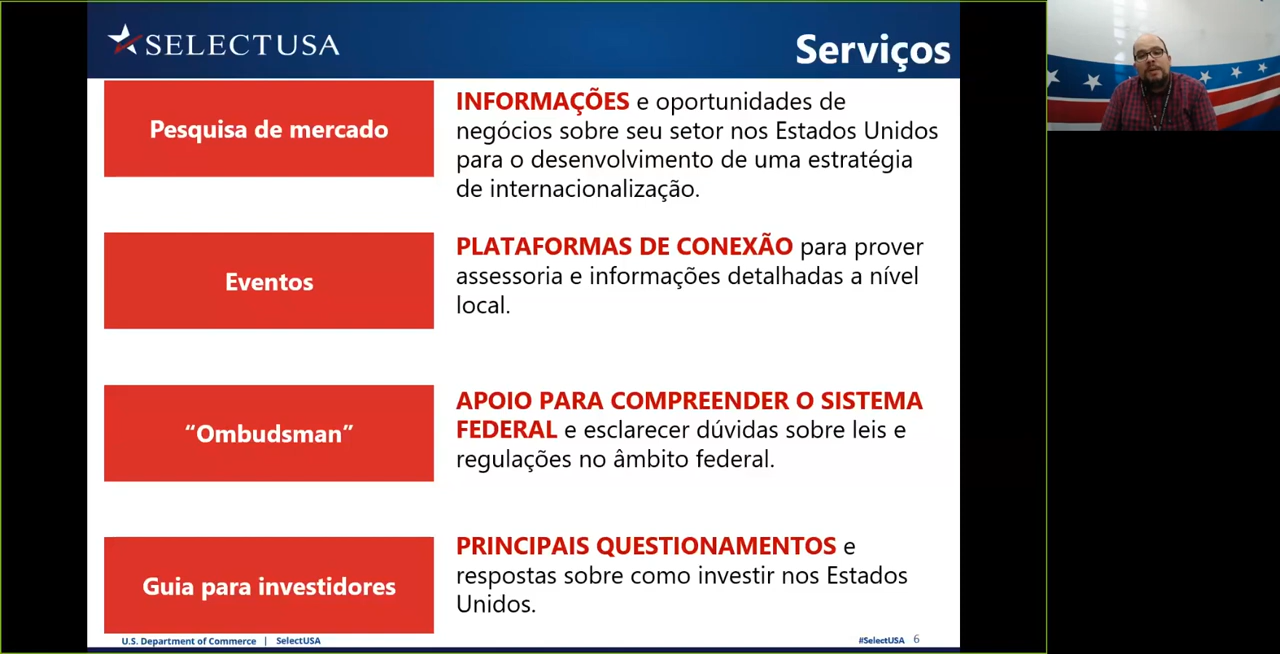 SELECTUSA
Serviços
Pesquisa de mercado
INFORMAÇÕES e oportunidades de
negócios sobre seu setor nos Estados Unidos
para o desenvolvimento de uma estratégia
de internacionalização.
Eventos
PLATAFORMAS DE CONEXÃO para prover
assessoria e informações detalhadas a nível
local.
“Ombudsman”
APOIO PARA COMPREENDER O SISTEMA
FEDERAL e esclarecer dúvidas sobre leis e
regulações no âmbito federal.
Guia para investidores
PRINCIPAIS QUESTIONAMENTOS e
respostas sobre como investir nos Estados
Unidos.
U.S. Department of Commerce | SelectUSA
#SelectUSA 6